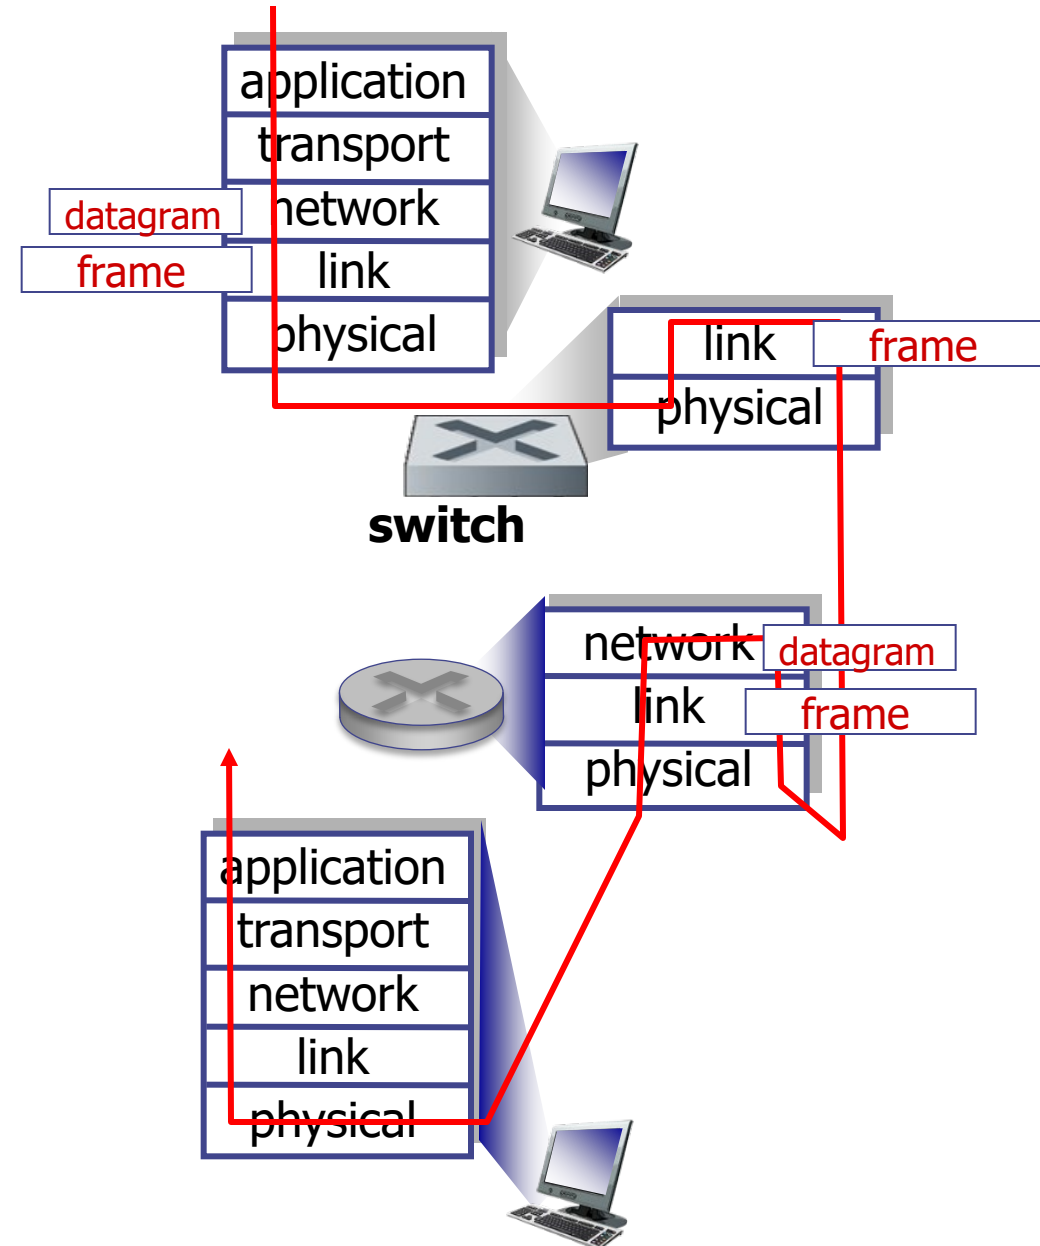 application
transport
datagram
network
frame
link
physical
link
frame
physical
switch
network
datagram
link
frame
physical
application
transport
network
link
physical